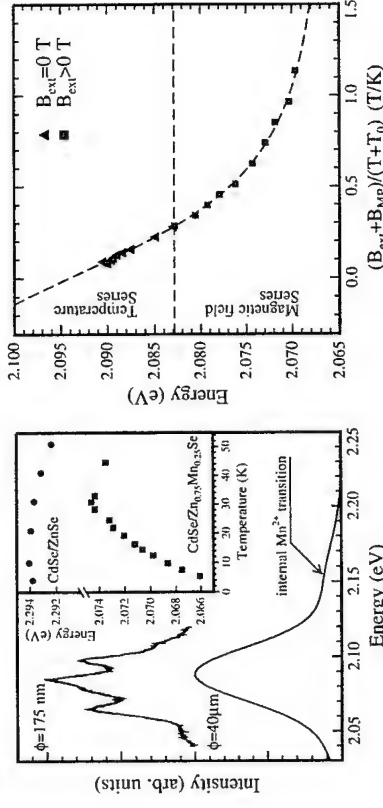 Intensity (arb. units)
ϕ=175 nm
ϕ=40µm
internal Mn²⁺ transition
2.05
2.10
2.15
2.20
2.25
Energy (eV)
Energy (eV)
2.294
2.292
2.074
2.072
2.070
2.068
2.066
CdSe/ZnSe
CdSe/Zn₀.₇₅Mn₀.₂₅Se
0
10
20
30
40
50
Temperature (K)
Energy (eV)
2.100
2.095
2.090
2.085
2.080
2.075
2.070
2.065
Temperature
Series
Magnetic field
Series
B_ext=0 T
B_ext>0 T
0.0
0.5
1.0
1.5
(B_ext+B_MP)/(T+T₀) (T/K)